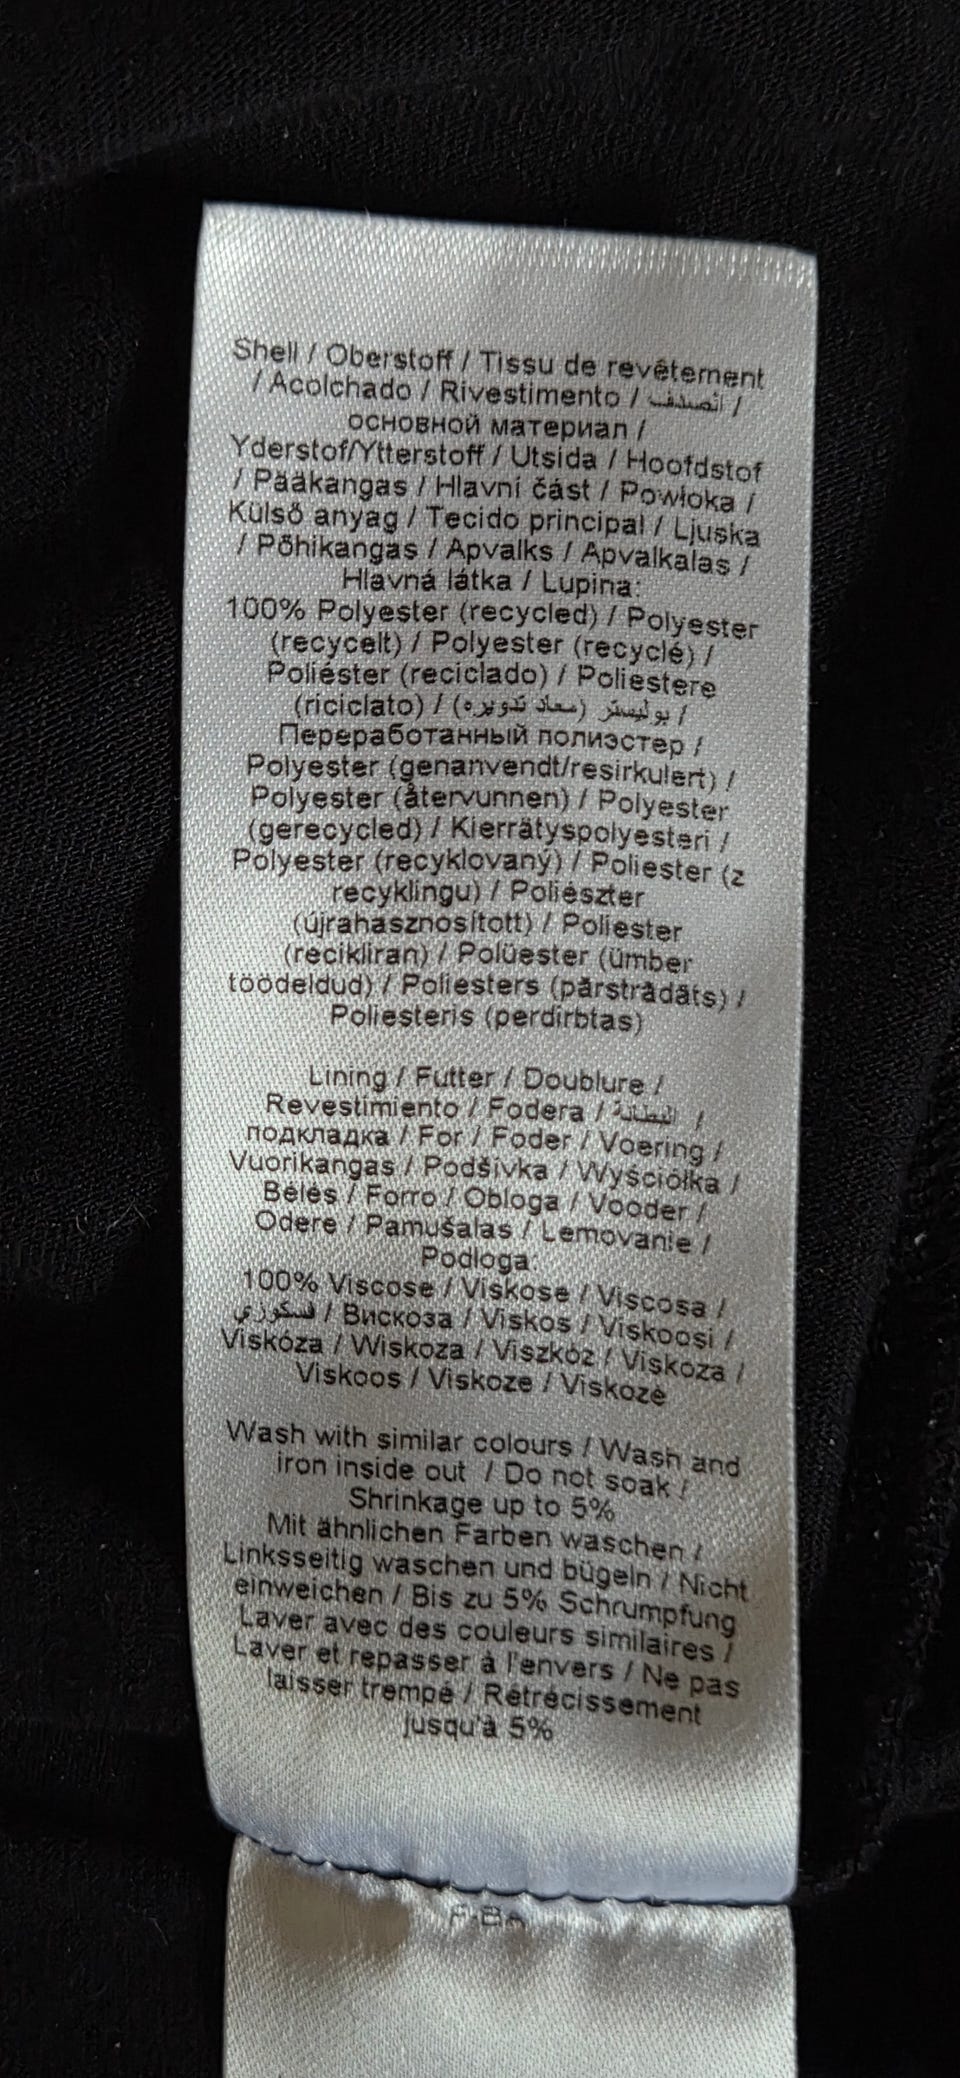 Shell / Oberstoff / Tissu de revêtement
/ Acolchado / Rivestimento / الصدف /
основной материал /
Yderstof/Ytterstoff / Utsida / Hoofdstof
/ Pääkangas / Hlavní část / Powłoka /
Külső anyag / Tecido principal / Ljuska
/ Põhikangas / Apvalks / Apvalkalas /
Hlavná látka / Lupina:
100% Polyester (recycled) / Polyester
(recycelt) / Polyester (recyclé) /
Poliéster (reciclado) / Poliestere
(riciclato) / بوليستر (معاد تدويره) /
Переработанный полиэстер /
Polyester (genanvendt/resirkulert) /
Polyester (återvunnen) / Polyester
(gerecycled) / Kierrätyspolyesteri /
Polyester (recyklovaný) / Poliester (z
recyklingu) / Poliészter
(újrahasznosított) / Poliester
(recikliran) / Polüester (ümber
töödeldud) / Poliesters (pārstrādāts) /
Poliesteris (perdirbtas)
Lining / Futter / Doublure /
Revestimiento / Fodera / البطانة /
подкладка / For / Foder / Voering /
Vuorikangas / Podšívka / Wyściółka /
Bélés / Forro / Obloga / Vooder /
Odere / Pamušalas / Lemovanie /
Podloga:
100% Viscose / Viskose / Viscosa /
فسكوزي / Вискоза / Viskos / Viskoosi /
Viskóza / Wiskoza / Viszkóz / Viskoza /
Viskoos / Viskoze / Viskozė
Wash with similar colours / Wash and
iron inside out / Do not soak /
Shrinkage up to 5%
Mit ähnlichen Farben waschen /
Linksseitig waschen und bügeln / Nicht
einweichen / Bis zu 5% Schrumpfung
Laver avec des couleurs similaires /
Laver et repasser à l'envers / Ne pas
laisser trempé / Rétrécissement
jusqu'à 5%